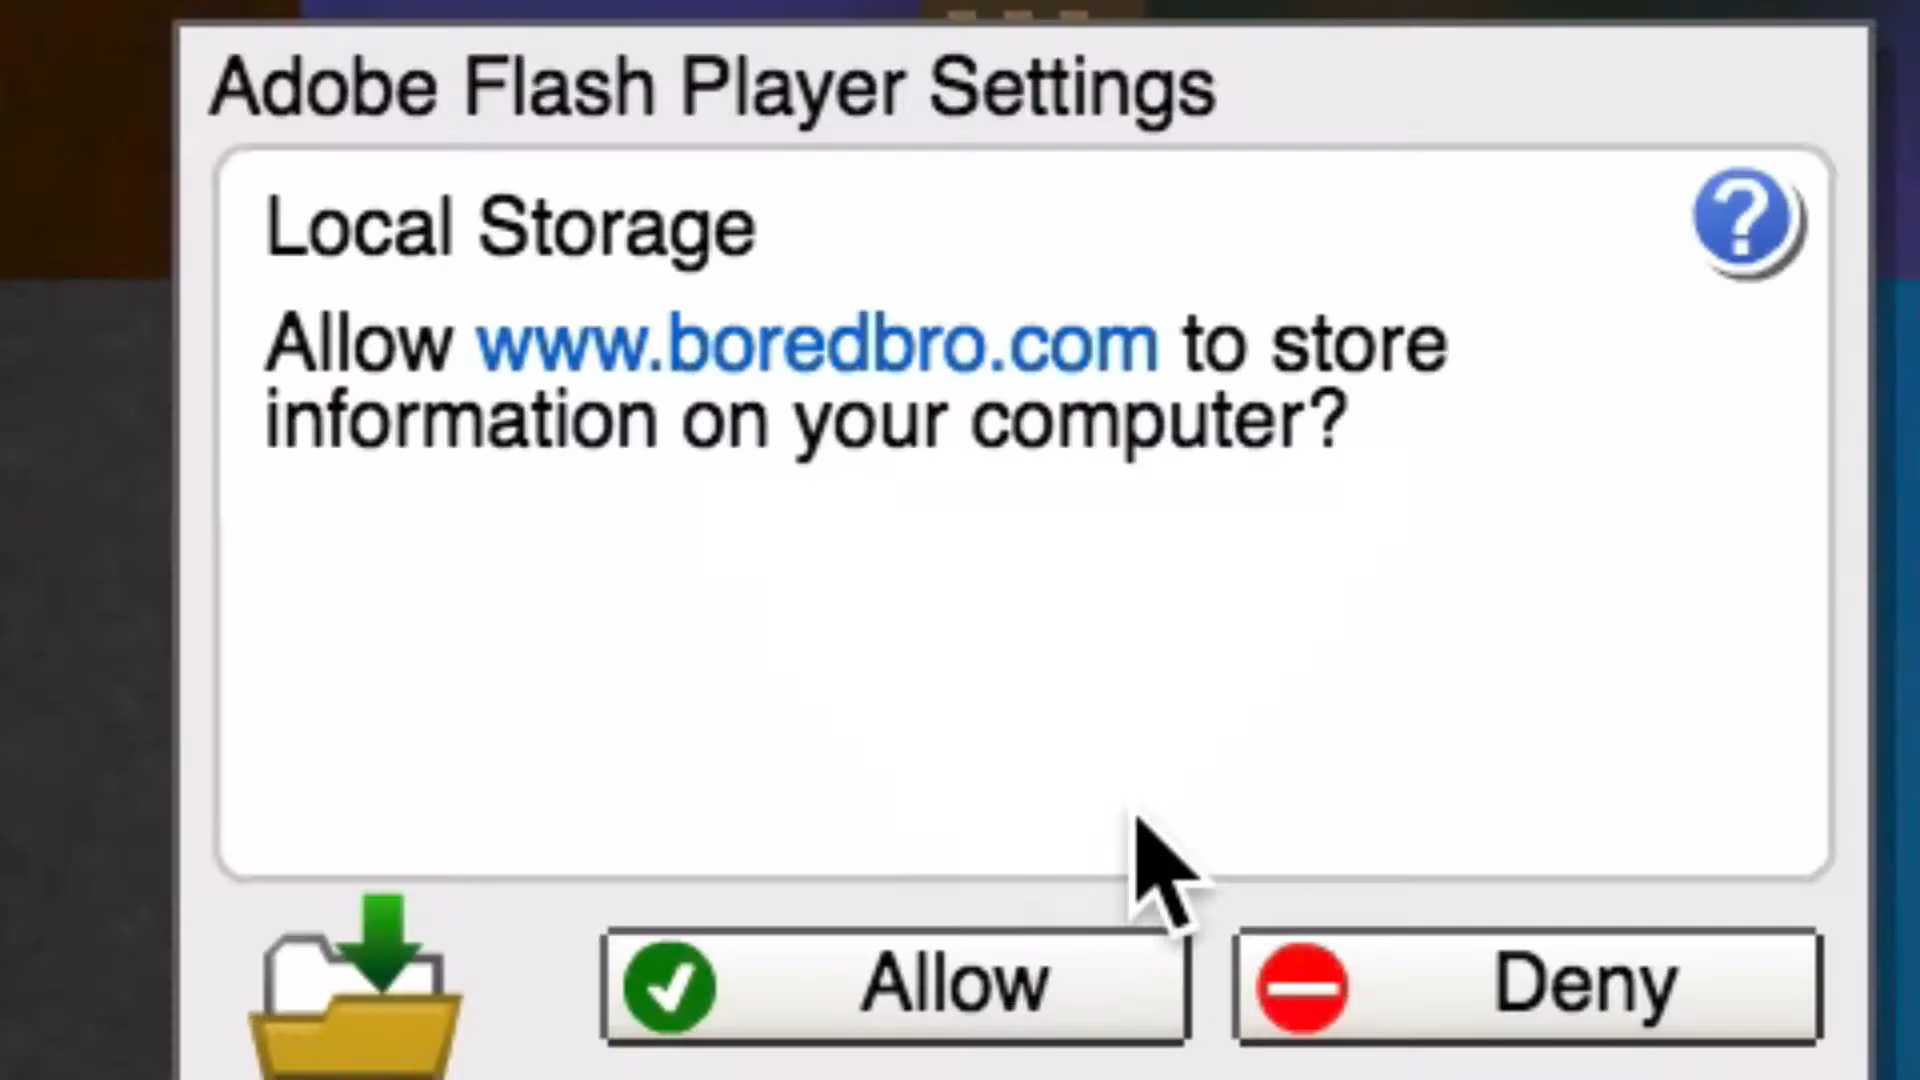 Adobe Flash Player Settings
Local Storage
Allow www.boredbro.com to store
information on your computer?
Allow
Deny